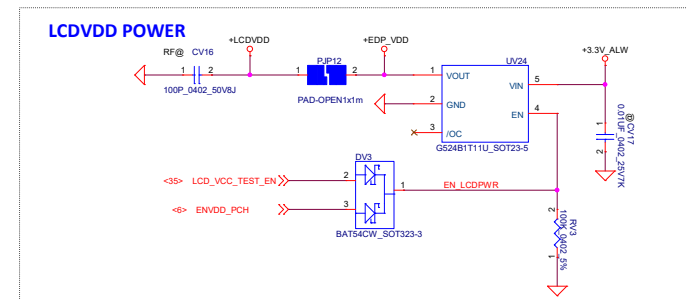 LCDVDD POWER
+LCDVDD
+EDP_VDD
+3.3V_ALW
RF@ CV16
PJP12
UV24
1 2
1 2
1 VOUT
VIN 5
100P_0402_50V8J
PAD-OPEN1x1m
2 GND
EN 4
3 /OC
G524B1T11U_SOT23-5
1
2
@CV17
0.01UF_0402_25V7K
DV3
<35> LCD_VCC_TEST_EN
2
1
EN_LCDPWR
<6> ENVDD_PCH
3
BAT54CW_SOT323-3
2
1
RV3
100K_0402_5%